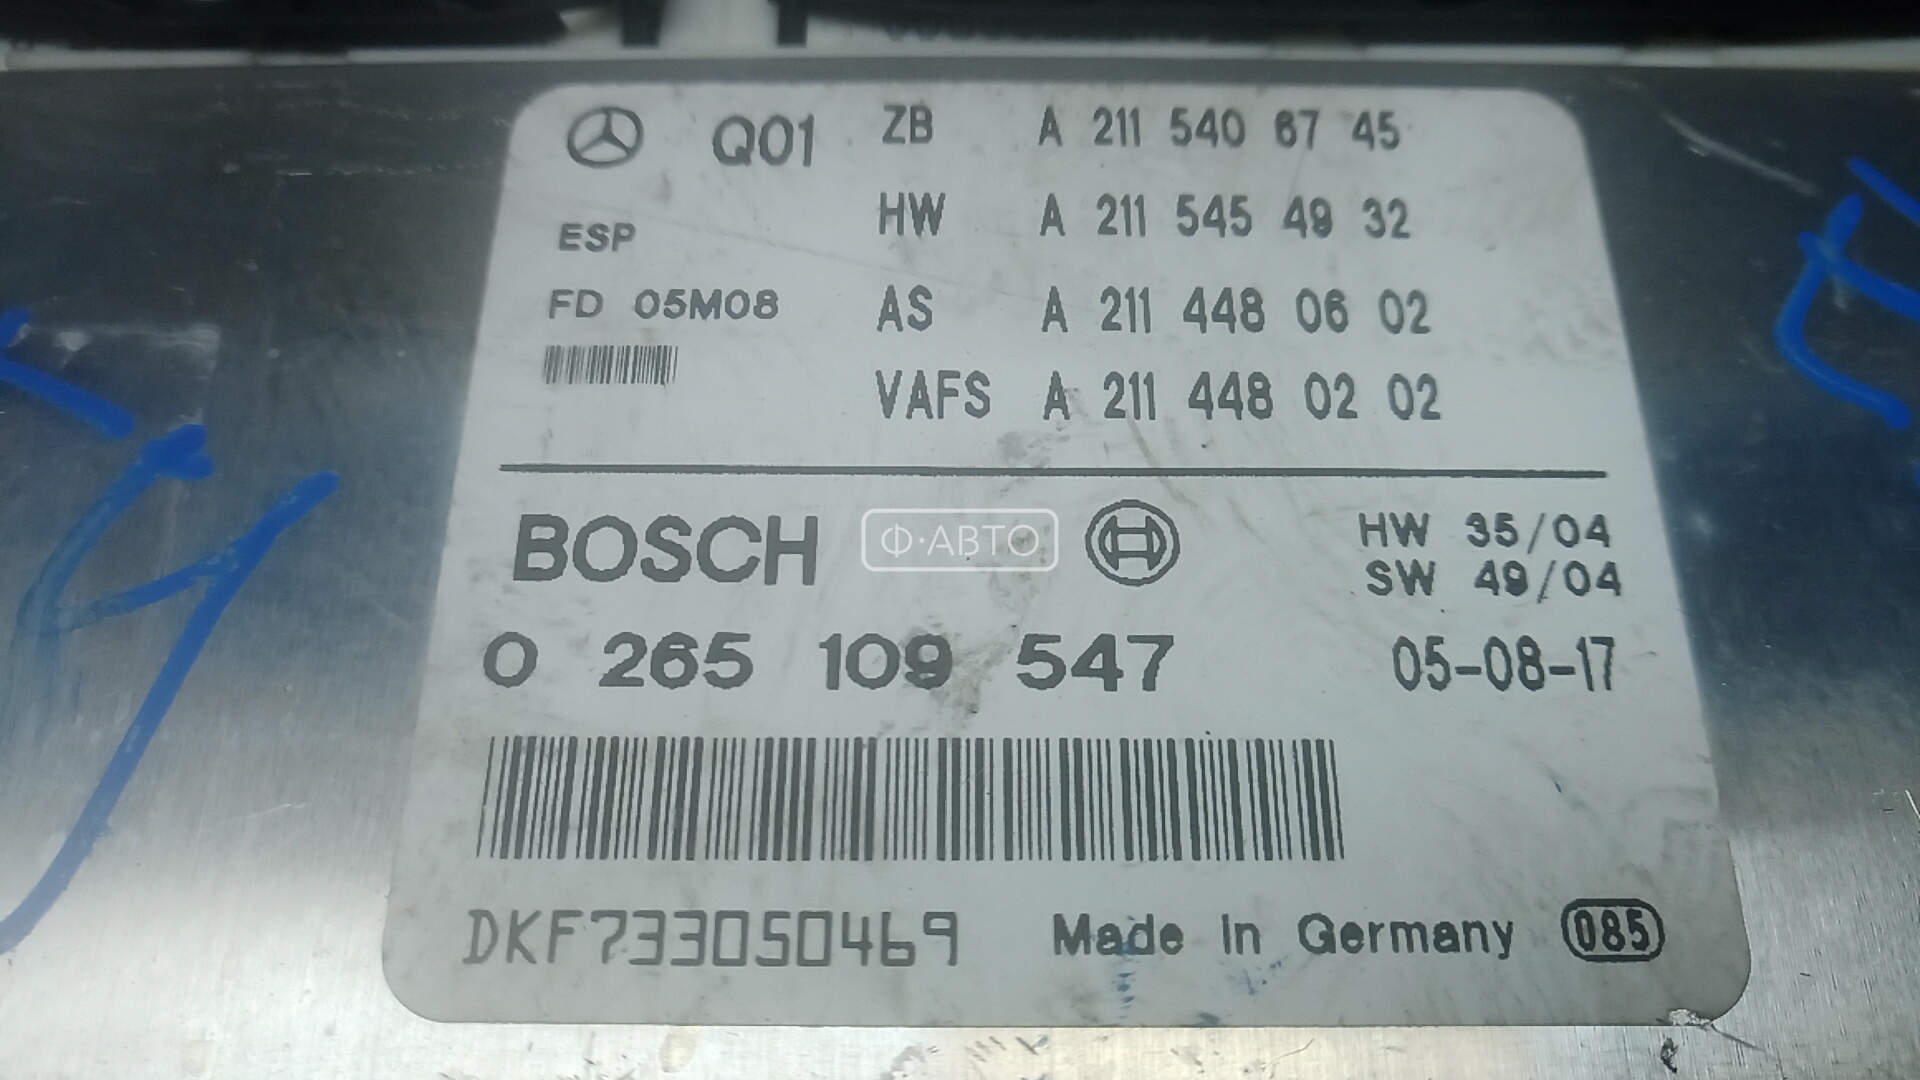 Q01 ZB A 211 540 67 45
HW A 211 545 49 32
ESP
FD 05M08 AS A 211 448 06 02
VAFS A 211 448 02 02
BOSCH
Ф·АВТО
HW 35/04
SW 49/04
0 265 109 547 05-08-17
DKF733050469 Made in Germany 085